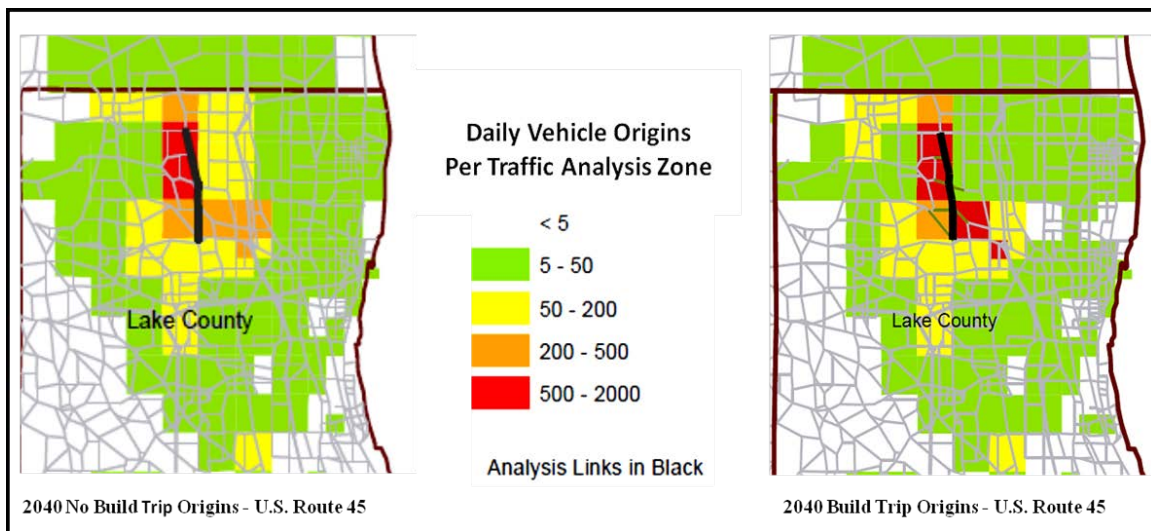 Daily Vehicle Origins
Per Traffic Analysis Zone
< 5
5 - 50
50 - 200
200 - 500
500 - 2000
Analysis Links in Black
Lake County
Lake County
2040 No Build Trip Origins - U.S. Route 45
2040 Build Trip Origins - U.S. Route 45